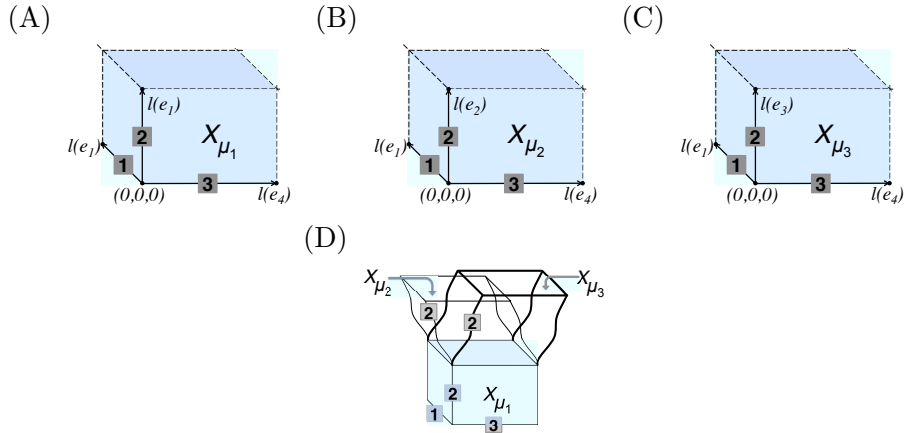 (A) (B) (C)
l(e₁) l(e₂) l(e₃)
2 X_μ₁ 2 X_μ₂ 2 X_μ₃
l(e₁) l(e₁) l(e₁)
1 1 1
3 3 3
(0,0,0) l(e₄) (0,0,0) l(e₄) (0,0,0) l(e₄)
(D)
X_μ₂ X_μ₃
2 2
2 X_μ₁
1
3